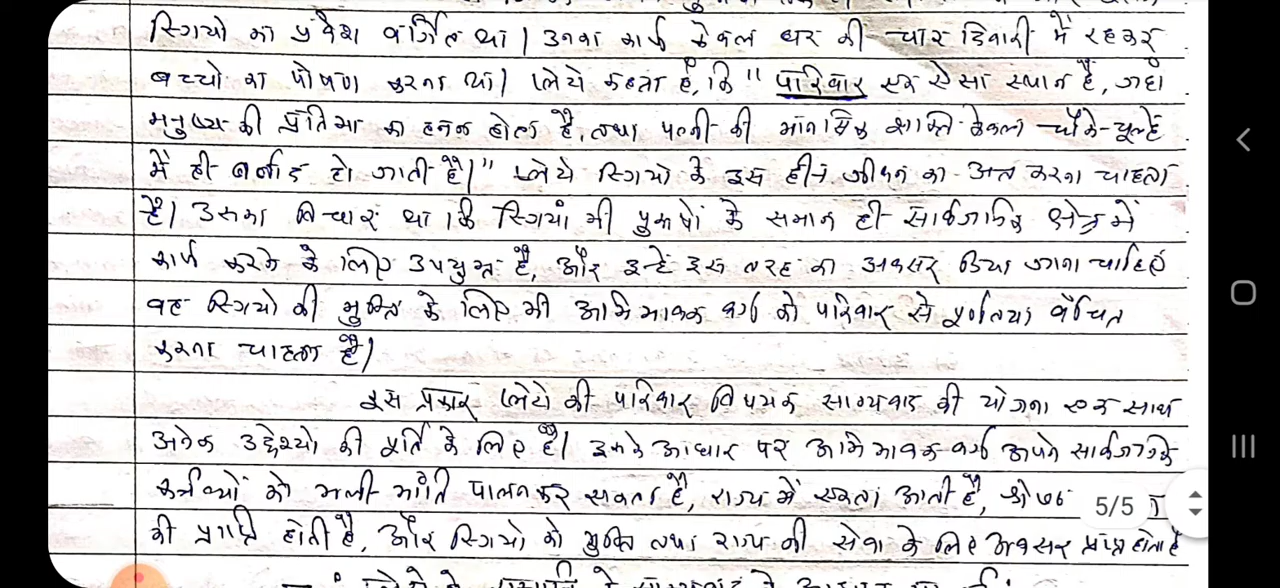 स्त्रियो का प्रवेश वर्जित था। उनका कार्य केवल घर की चार दिवारी में रहकर
बच्चो का पोषण करना था। प्लेटो कहता है, कि " परिवार एक ऐसा स्थान है, जहाँ
मनुष्य की प्रतिभा का हनन होता है, तथा पत्नी की मानसिक शक्ति केवल चौके-चूल्हे
में ही बर्बाद हो जाती है।" प्लेटो स्त्रियो के इस हीन जीवन का अन्त करना चाहता
है। उसका विचार था कि स्त्रियां भी पुरूषों के समान ही सार्वजनिक क्षेत्र में
कार्य करने के लिए उपयुक्त है, और इन्हे इस तरह का अवसर दिया जाना चाहिए
वह स्त्रियो की मुक्ति के लिए भी अभिभावक वर्ग को परिवार से पूर्णतया वंचित
करना चाहता है।
इस प्रकार प्लेटो की परिवार विषयक साम्यवाद की योजना एक साथ
अनेक उद्देश्यो की पूर्ति के लिए है। इसके आधार पर अभिभावक वर्ग अपने सार्वजनिक
कर्त्तव्यों को भली भाँति पालन कर सकता है, राज्य में एकता आती है,
5/5
की प्राप्ति होती है, और स्त्रियो को मुक्ति तथा राज्य की सेवा के लिए अवसर प्राप्त होता है